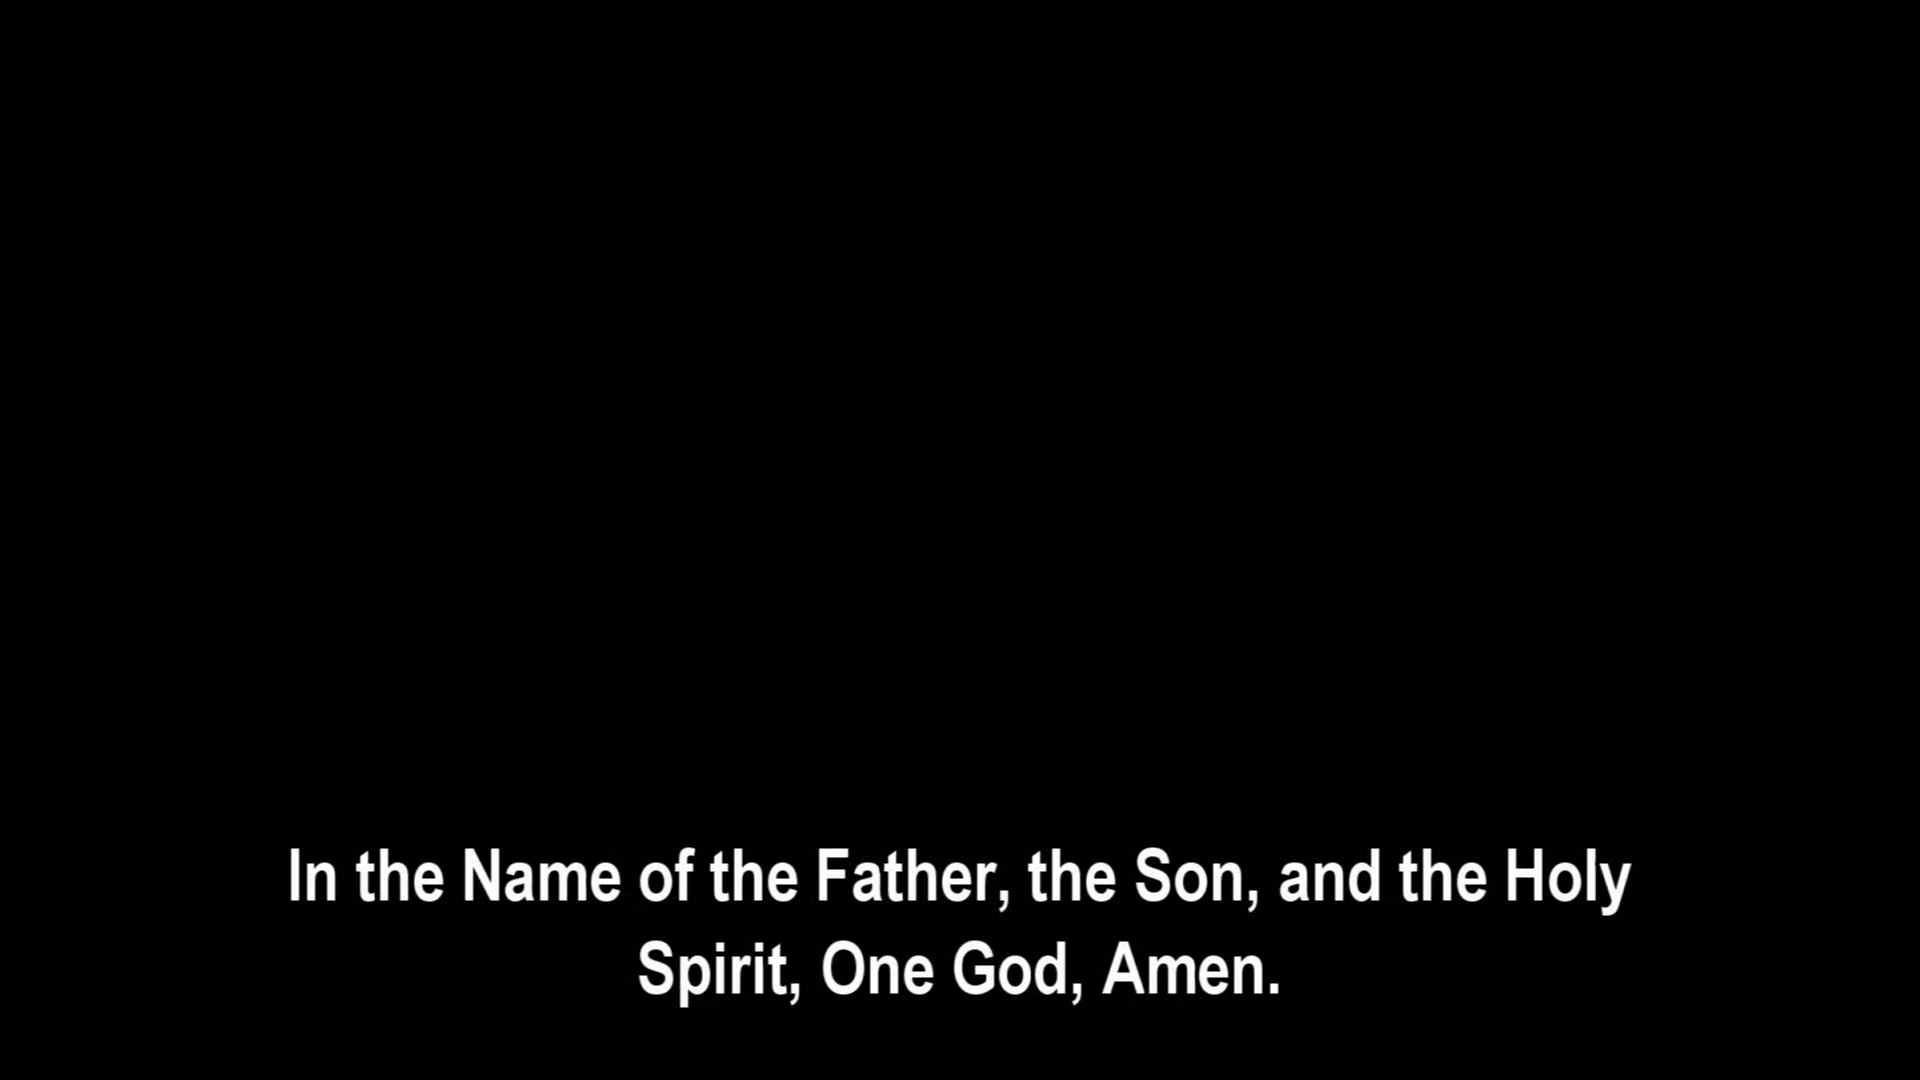 In the Name of the Father, the Son, and the Holy
Spirit, One God, Amen.